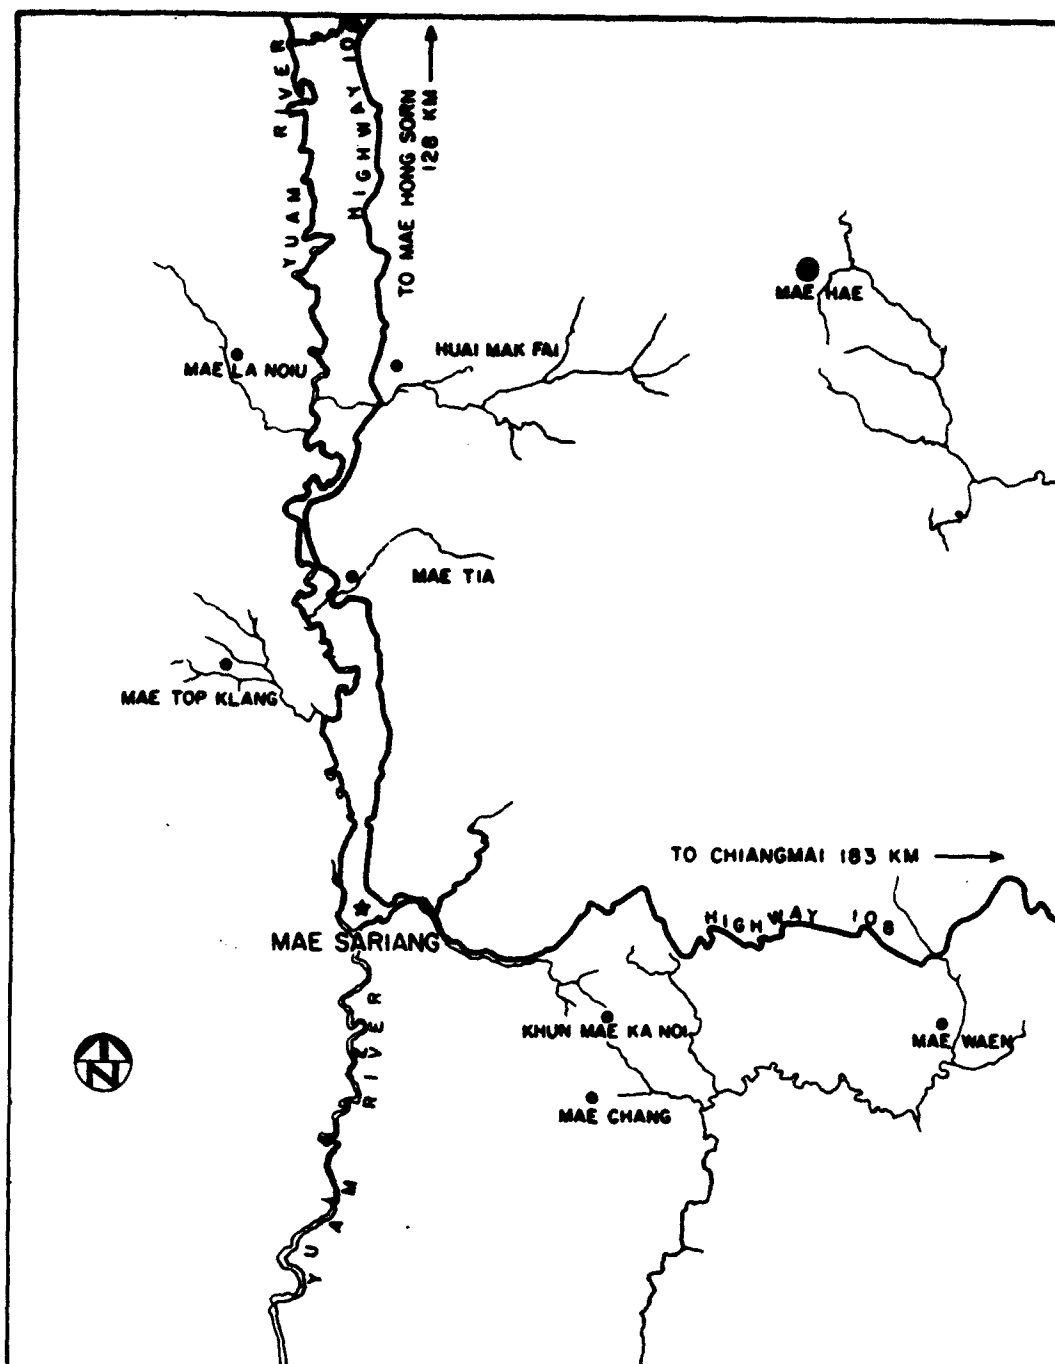 YUAM RIVER
HIGHWAY 10
TO MAE HONG SORN
128 KM
MAE HAE
HUAI MAK FAI
MAE LA NOIU
MAE TIA
MAE TOP KLANG
TO CHIANGMAI 183 KM
HIGHWAY 108
MAE SARIANG
KHUN MAE KA NOI
MAE WAEN
MAE CHANG
YUAM RIVER
N